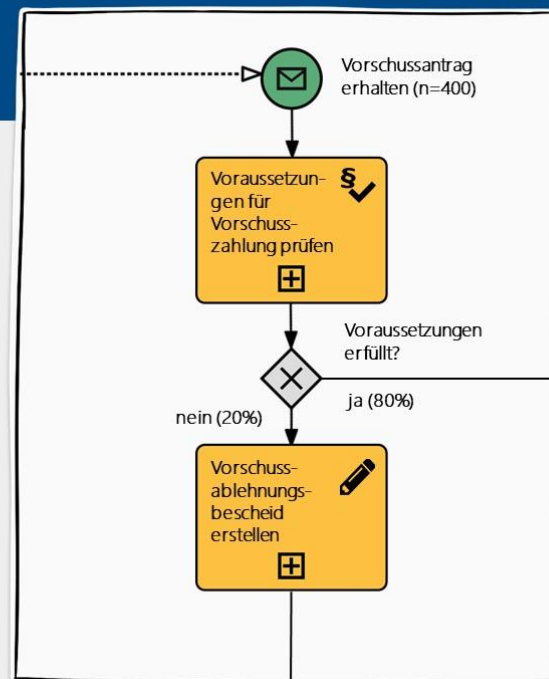 Vorschussantrag
erhalten (n=400)
Voraussetzun-
gen für
Vorschuss-
zahlung prüfen
§
Voraussetzungen
erfüllt?
ja (80%)
nein (20%)
Vorschuss-
ablehnungs-
bescheid
erstellen